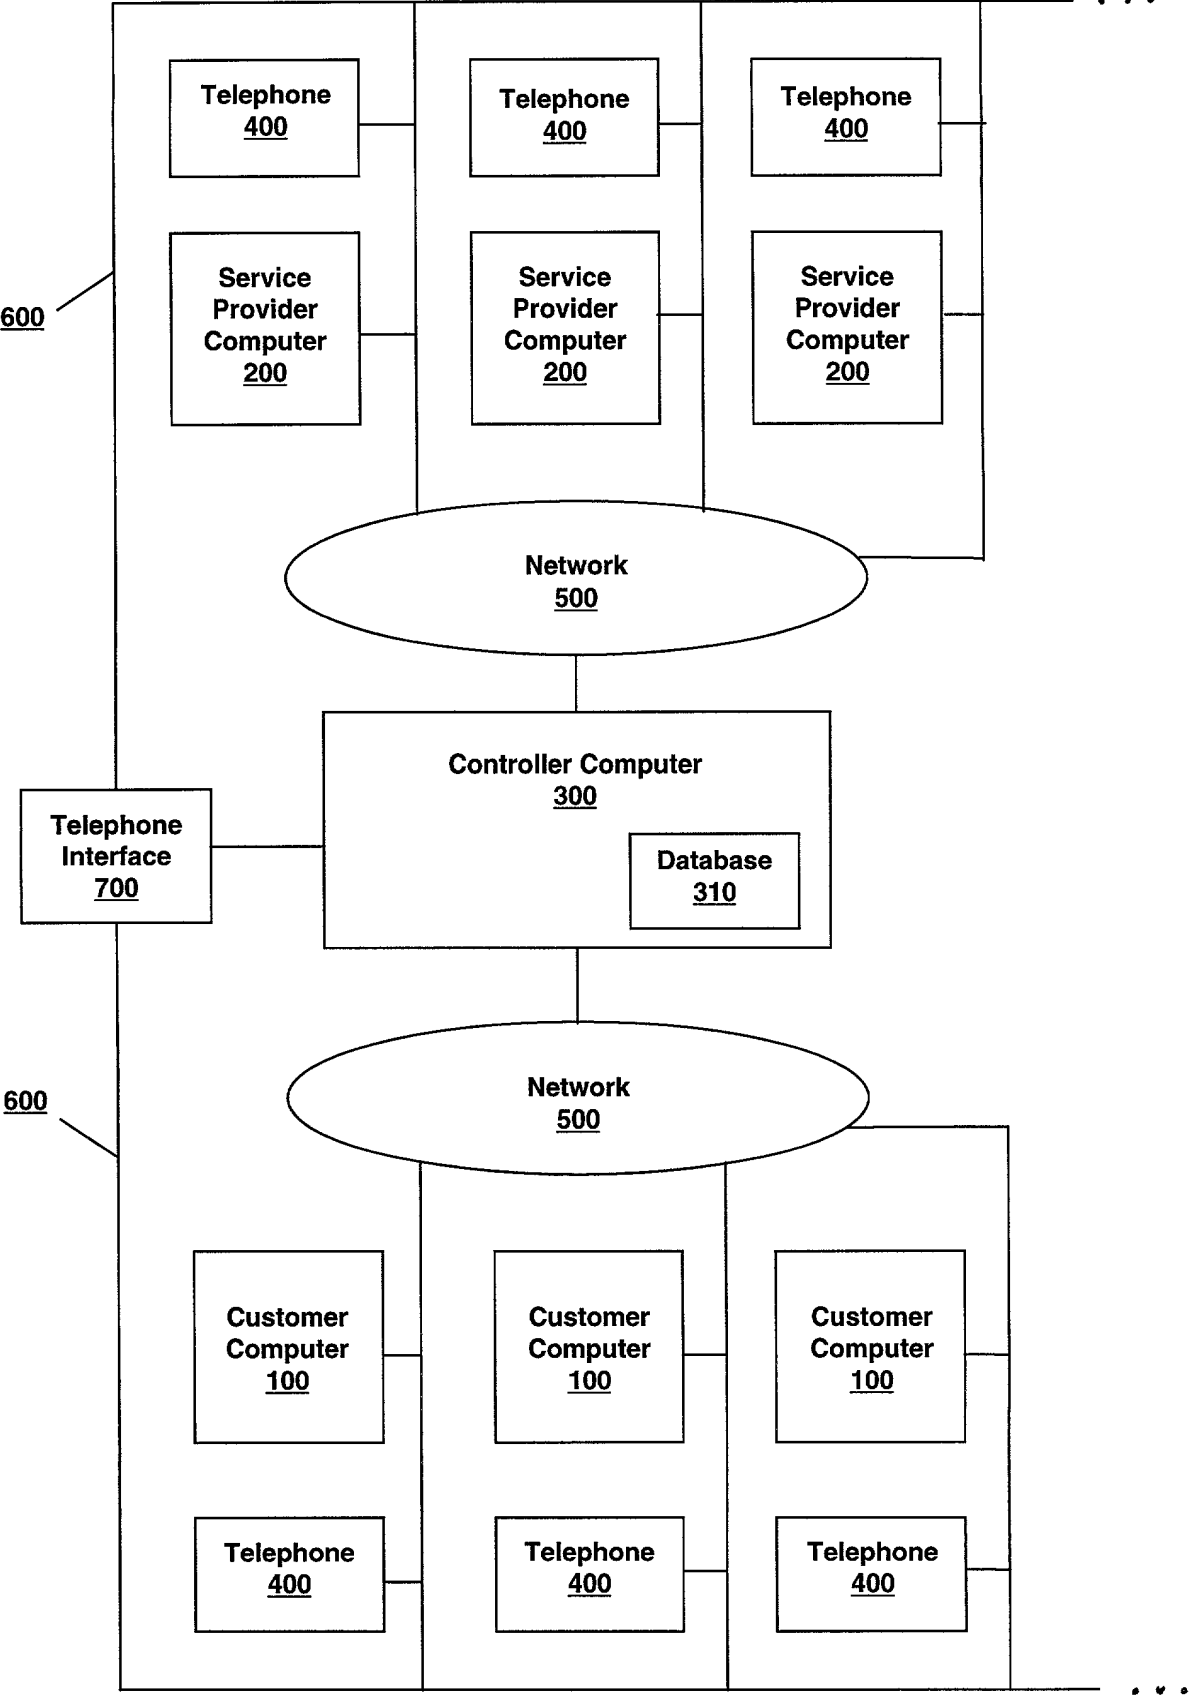 Telephone
400
Telephone
400
Telephone
400
Service
Provider
Computer
200
Service
Provider
Computer
200
Service
Provider
Computer
200
600
Network
500
Controller Computer
300
Telephone
Interface
700
Database
310
Network
500
600
Customer
Computer
100
Customer
Computer
100
Customer
Computer
100
Telephone
400
Telephone
400
Telephone
400